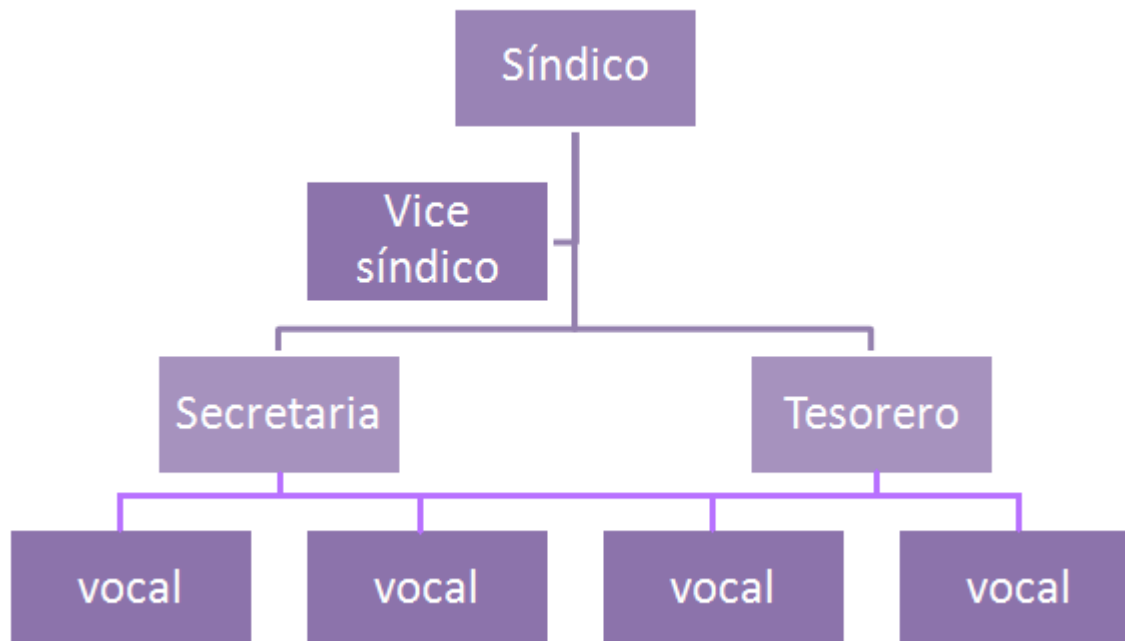 Síndico
Vice
síndico
Secretaria
Tesorero
vocal
vocal
vocal
vocal